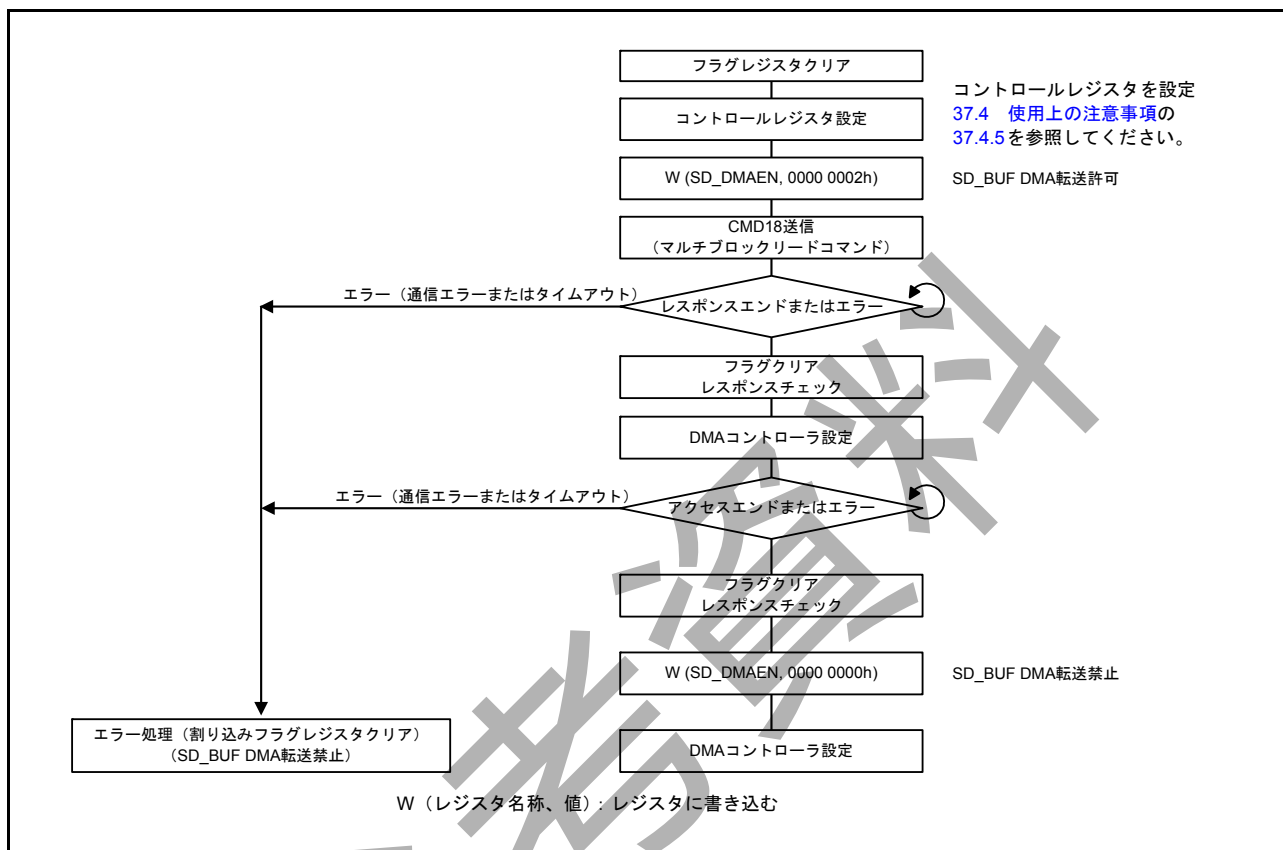 フラグレジスタクリア
コントロールレジスタを設定
37.4　使用上の注意事項の
37.4.5を参照してください。
コントロールレジスタ設定
W (SD_DMAEN, 0000 0002h)
SD_BUF DMA転送許可
CMD18送信
（マルチブロックリードコマンド）
エラー（通信エラーまたはタイムアウト）
レスポンスエンドまたはエラー
フラグクリア
レスポンスチェック
DMAコントローラ設定
エラー（通信エラーまたはタイムアウト）
アクセスエンドまたはエラー
フラグクリア
レスポンスチェック
W (SD_DMAEN, 0000 0000h)
SD_BUF DMA転送禁止
エラー処理（割り込みフラグレジスタクリア）
（SD_BUF DMA転送禁止）
DMAコントローラ設定
W（レジスタ名称、値）: レジスタに書き込む
考資料